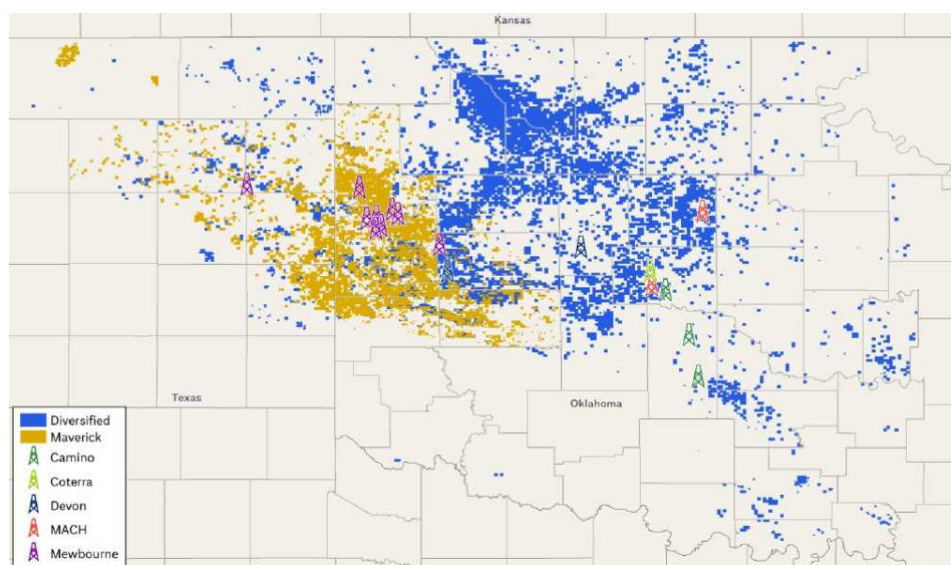 Kansas
Texas
Oklahoma
Diversified
Maverick
Camino
Coterra
Devon
MACH
Mewbourne